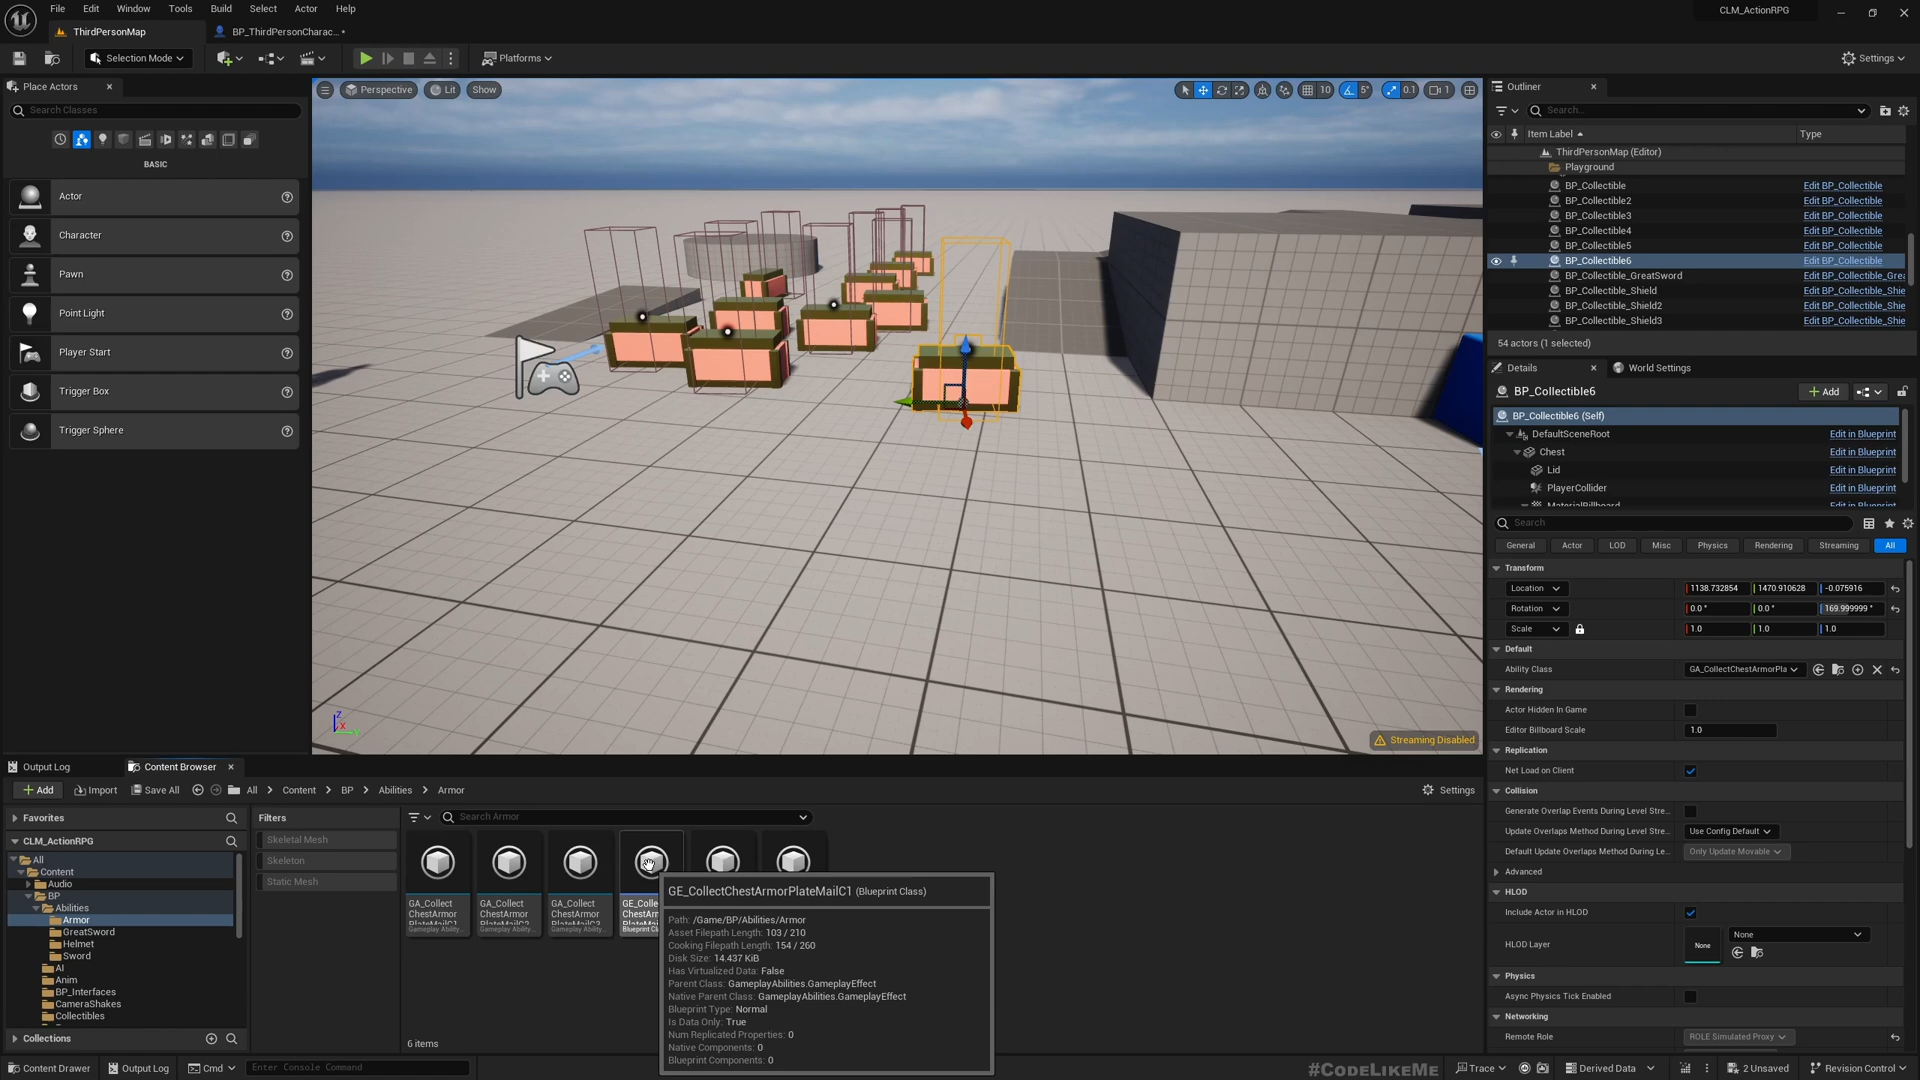 File Edit Window Tools Build Select Actor Help
CLM_ActionRPG
ThirdPersonMap
BP_ThirdPersonCharac... •
Selection Mode
Platforms
Settings
Place Actors
Search Classes
BASIC
Actor
Character
Pawn
Point Light
Player Start
Trigger Box
Trigger Sphere
Perspective Lit Show
10 5° 0.1 1
Streaming Disabled
Outliner
Search...
Item Label Type
ThirdPersonMap (Editor)
Playground
BP_Collectible Edit BP_Collectible
BP_Collectible2 Edit BP_Collectible
BP_Collectible3 Edit BP_Collectible
BP_Collectible4 Edit BP_Collectible
BP_Collectible5 Edit BP_Collectible
BP_Collectible6 Edit BP_Collectible
BP_Collectible_GreatSword Edit BP_Collectible_Grea
BP_Collectible_Shield Edit BP_Collectible_Shie
BP_Collectible_Shield2 Edit BP_Collectible_Shie
BP_Collectible_Shield3 Edit BP_Collectible_Shie
54 actors (1 selected)
Details World Settings
BP_Collectible6 Add
BP_Collectible6 (Self)
DefaultSceneRoot Edit in Blueprint
Chest Edit in Blueprint
Lid Edit in Blueprint
PlayerCollider Edit in Blueprint
MaterialBillboard Edit in Blueprint
Search
General Actor LOD Misc Physics Rendering Streaming All
Transform
Location 1138.732854 1470.910628 -0.075916
Rotation 0.0 ° 0.0 ° 169.999999 °
Scale 1.0 1.0 1.0
Default
Ability Class GA_CollectChestArmorPla
Rendering
Actor Hidden In Game
Editor Billboard Scale 1.0
Replication
Net Load on Client
Collision
Generate Overlap Events During Level Stre...
Update Overlaps Method During Level Stre... Use Config Default
Default Update Overlaps Method During Le... Only Update Movable
Advanced
HLOD
Include Actor in HLOD
HLOD Layer None None
Physics
Async Physics Tick Enabled
Networking
Remote Role ROLE Simulated Proxy
Output Log Content Browser
Add Import Save All All Content BP Abilities Armor Settings
Favorites
CLM_ActionRPG
All
Content
Audio
BP
Abilities
Armor
GreatSword
Helmet
Sword
AI
Anim
BP_Interfaces
CameraShakes
Collectibles
Collections
Filters
Skeletal Mesh
Skeleton
Static Mesh
Search Armor
GA_Collect ChestArmor PlateMailC1
Gameplay Ability...
GA_Collect ChestArmor PlateMailC2
Gameplay Ability...
GA_Collect ChestArmor PlateMailC3
Gameplay Ability...
GE_Colle
ChestArm
PlateMail
Blueprint Cl
6 items
GE_CollectChestArmorPlateMailC1 (Blueprint Class)
Path: /Game/BP/Abilities/Armor
Asset Filepath Length: 103 / 210
Cooking Filepath Length: 154 / 260
Disk Size: 14.437 KiB
Has Virtualized Data: False
Parent Class: GameplayAbilities.GameplayEffect
Native Parent Class: GameplayAbilities.GameplayEffect
Blueprint Type: Normal
Is Data Only: True
Num Replicated Properties: 0
Native Components: 0
Blueprint Components: 0
Content Drawer Output Log Cmd Enter Console Command
#CODELIKEME
Trace Derived Data 2 Unsaved Revision Control